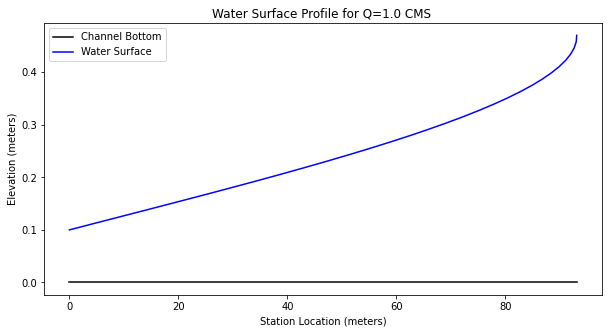 Water Surface Profile for Q=1.0 CMS
Channel Bottom
Water Surface
Elevation (meters)
0.4
0.3
0.2
0.1
0.0
0 20 40 60 80
Station Location (meters)